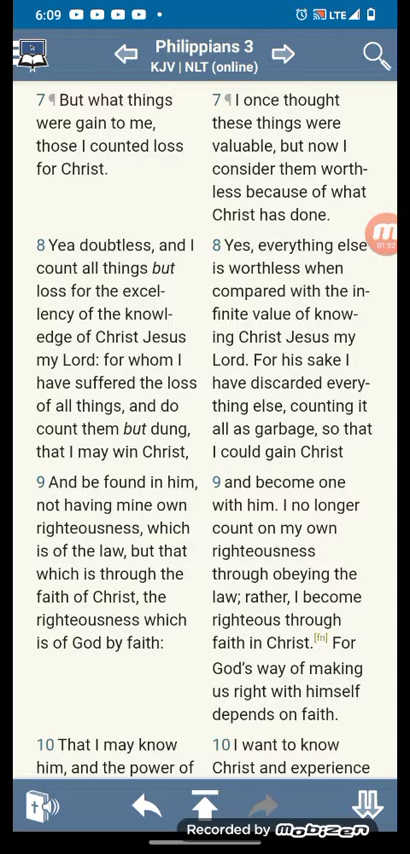 6:09
LTE
Philippians 3
KJV | NLT (online)
7 ¶ But what things
were gain to me,
those I counted loss
for Christ.
7 ¶ I once thought
these things were
valuable, but now I
consider them worth-
less because of what
Christ has done.
01:52
8 Yea doubtless, and I
count all things but
loss for the excel-
lency of the knowl-
edge of Christ Jesus
my Lord: for whom I
have suffered the loss
of all things, and do
count them but dung,
that I may win Christ,
8 Yes, everything else
is worthless when
compared with the in-
finite value of know-
ing Christ Jesus my
Lord. For his sake I
have discarded every-
thing else, counting it
all as garbage, so that
I could gain Christ
9 And be found in him,
not having mine own
righteousness, which
is of the law, but that
which is through the
faith of Christ, the
righteousness which
is of God by faith:
9 and become one
with him. I no longer
count on my own
righteousness
through obeying the
law; rather, I become
righteous through
faith in Christ.[fn] For
God's way of making
us right with himself
depends on faith.
10 That I may know
him, and the power of
10 I want to know
Christ and experience
Recorded by mobizen